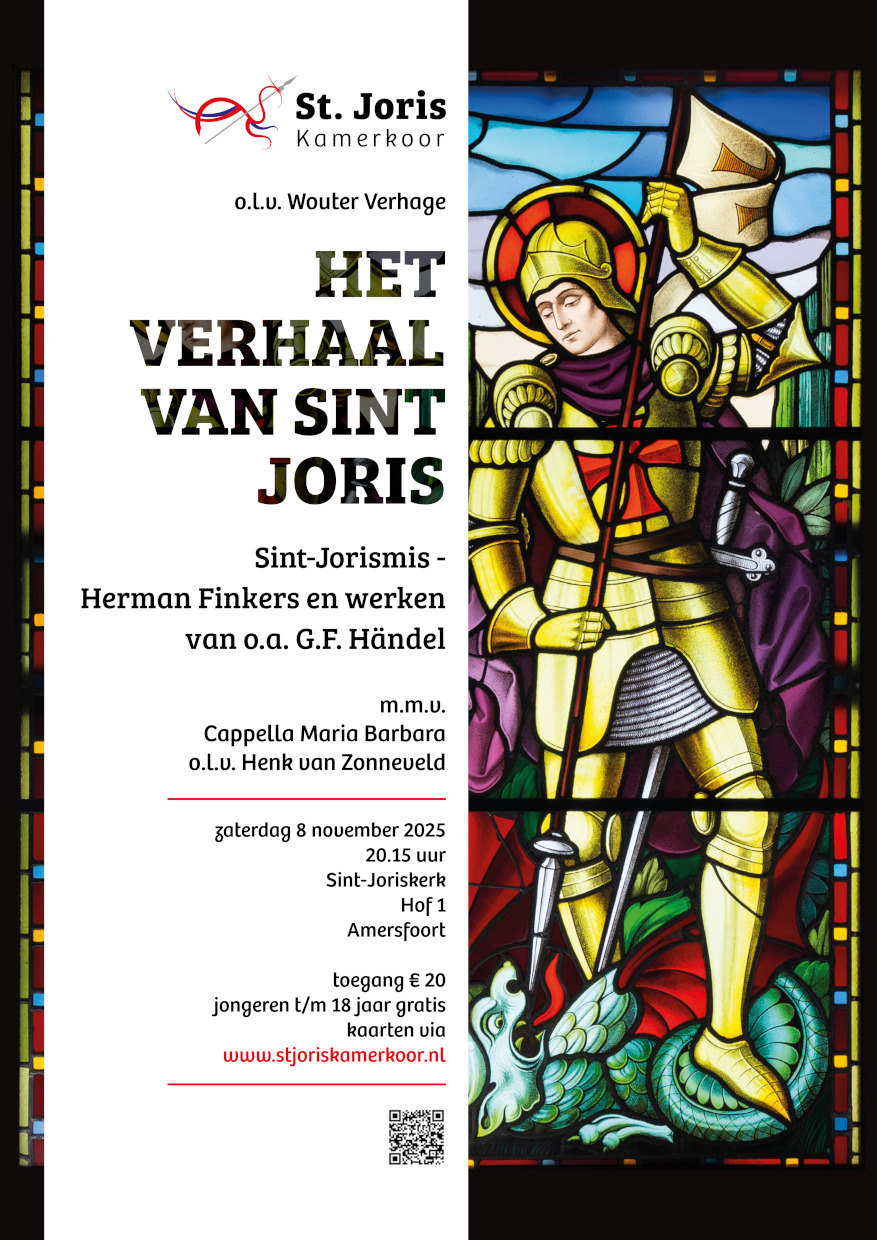 St. Joris
Kamerkoor
o.l.v. Wouter Verhage
HET
VERHAAL
VAN SINT
JORIS
Sint-Jorismis -
Herman Finkers en werken
van o.a. G.F. Händel
m.m.v.
Cappella Maria Barbara
o.l.v. Henk van Zonneveld
zaterdag 8 november 2025
20.15 uur
Sint-Joriskerk
Hof 1
Amersfoort
toegang € 20
jongeren t/m 18 jaar gratis
kaarten via
www.stjoriskamerkoor.nl